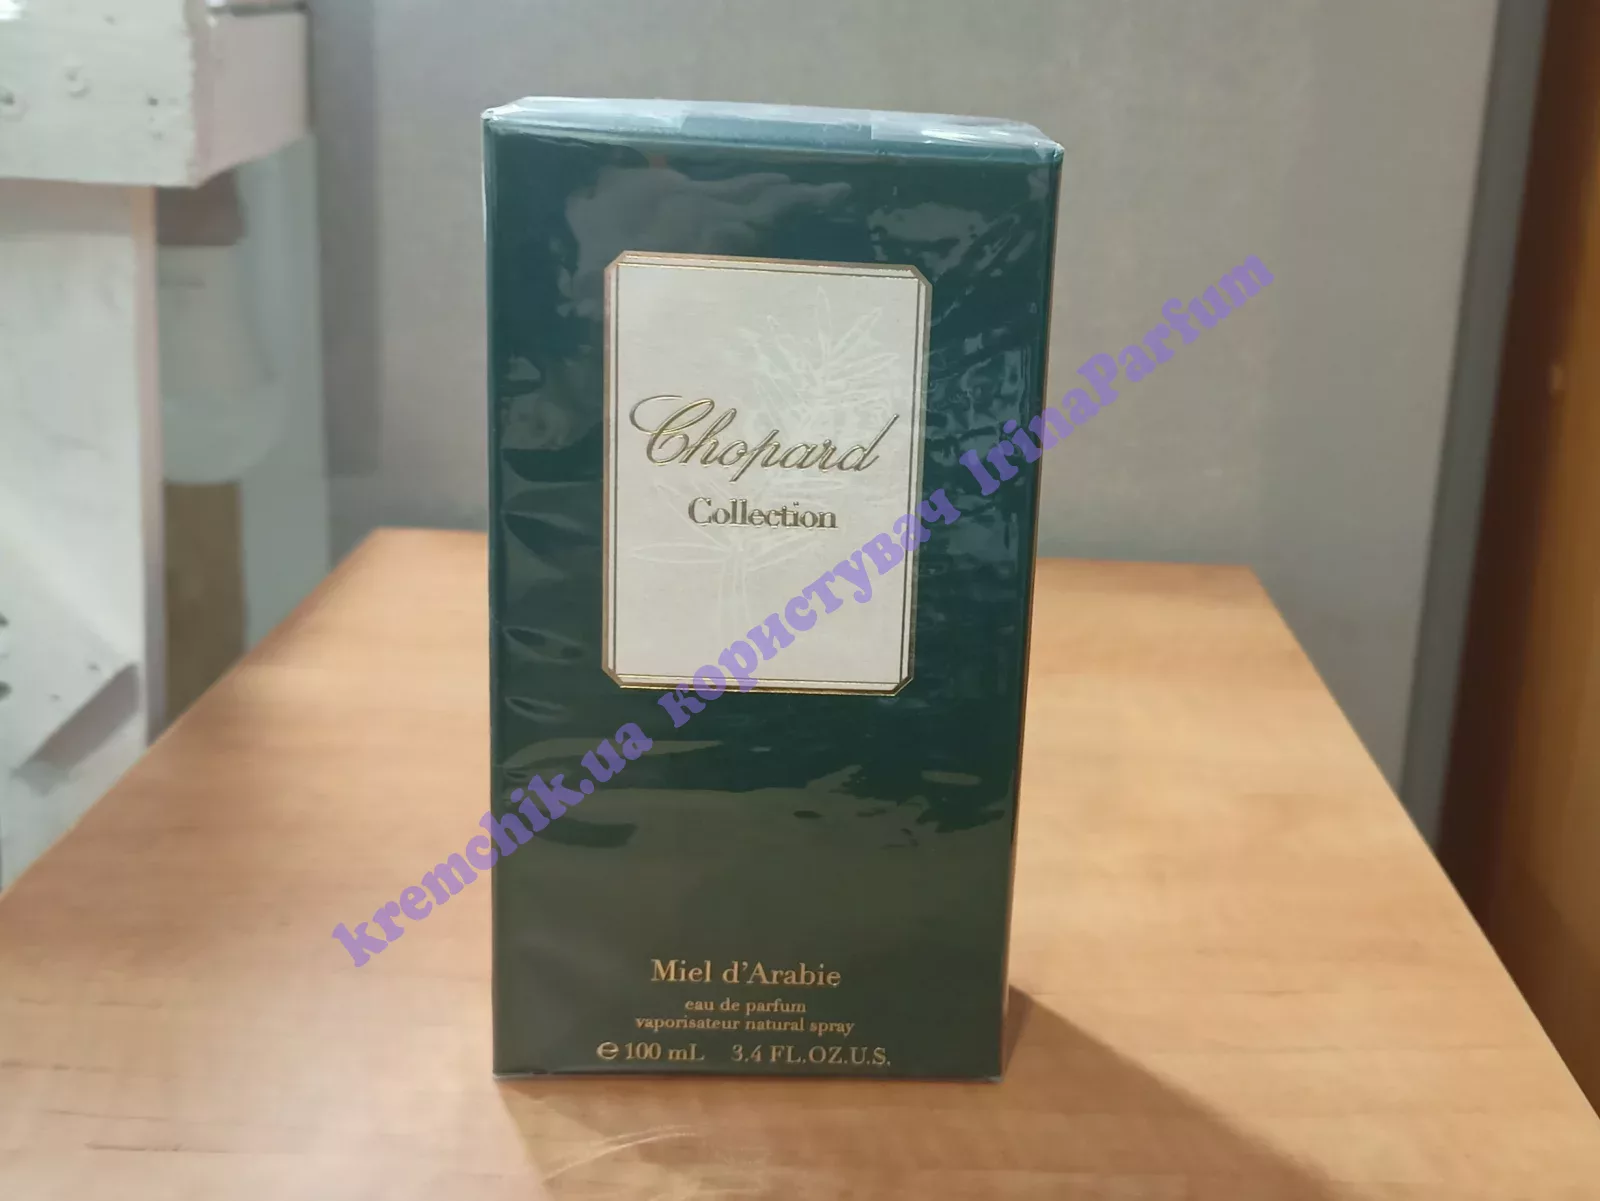 Chopard
Collection
kremchik.ua користувач IrinaParfum
Miel d'Arabie
eau de parfum
vaporisateur natural spray
℮ 100 mL 3.4 FL.OZ.U.S.